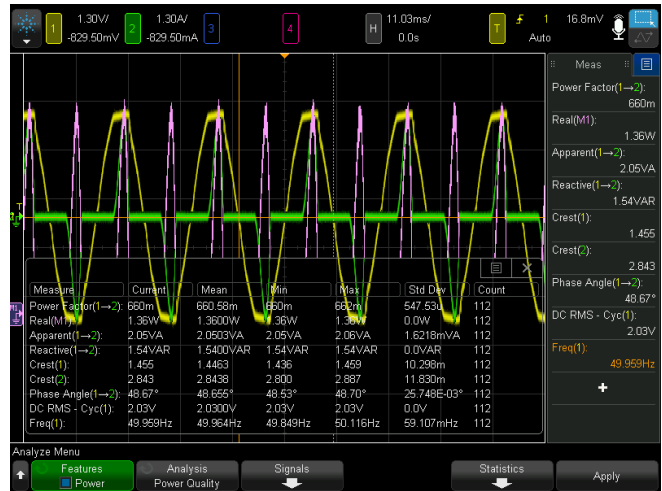 1 1.30V/ -829.50mV 2 1.30A/ -829.50mA 3 4 H 11.03ms/ 0.0s T 1 16.8mV Auto
Meas
Power Factor(1→2):
660m
Real(M1):
1.36W
Apparent(1→2):
2.05VA
Reactive(1→2):
1.54VAR
Crest(1):
1.455
Crest(2):
2.843
Phase Angle(1→2):
48.67°
DC RMS - Cyc(1):
2.03V
Freq(1):
49.959Hz
+
T
M1
Measure Current Mean Min Max Std Dev Count
Power Factor(1→2): 660m 660.58m 660m 662m 547.53u 112
Real(M1): 1.36W 1.3600W 1.36W 1.36W 0.0W 112
Apparent(1→2): 2.05VA 2.0503VA 2.05VA 2.06VA 1.6218mVA 112
Reactive(1→2): 1.54VAR 1.5400VAR 1.54VAR 1.54VAR 0.0VAR 112
Crest(1): 1.455 1.4463 1.436 1.459 10.298m 112
Crest(2): 2.843 2.8438 2.800 2.887 11.830m 112
Phase Angle(1→2): 48.67° 48.655° 48.53° 48.70° 25.748E-03° 112
DC RMS - Cyc(1): 2.03V 2.0300V 2.03V 2.03V 0.0V 112
Freq(1): 49.959Hz 49.964Hz 49.849Hz 50.116Hz 59.107mHz 112
Analyze Menu
Features Analysis Signals Statistics Apply
Power Power Quality